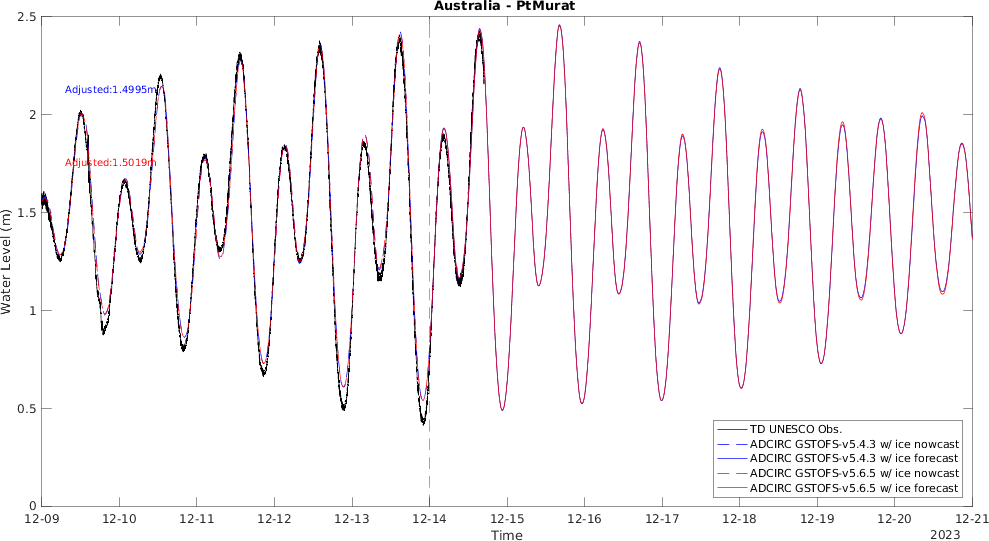 Australia - PtMurat
2.5
2
1.5
1
0.5
0
Water Level (m)
Adjusted:1.4995m
Adjusted:1.5019m
TD UNESCO Obs.
ADCIRC GSTOFS-v5.4.3 w/ ice nowcast
ADCIRC GSTOFS-v5.4.3 w/ ice forecast
ADCIRC GSTOFS-v5.6.5 w/ ice nowcast
ADCIRC GSTOFS-v5.6.5 w/ ice forecast
12-09 12-10 12-11 12-12 12-13 12-14 12-15 12-16 12-17 12-18 12-19 12-20 12-21
Time
2023